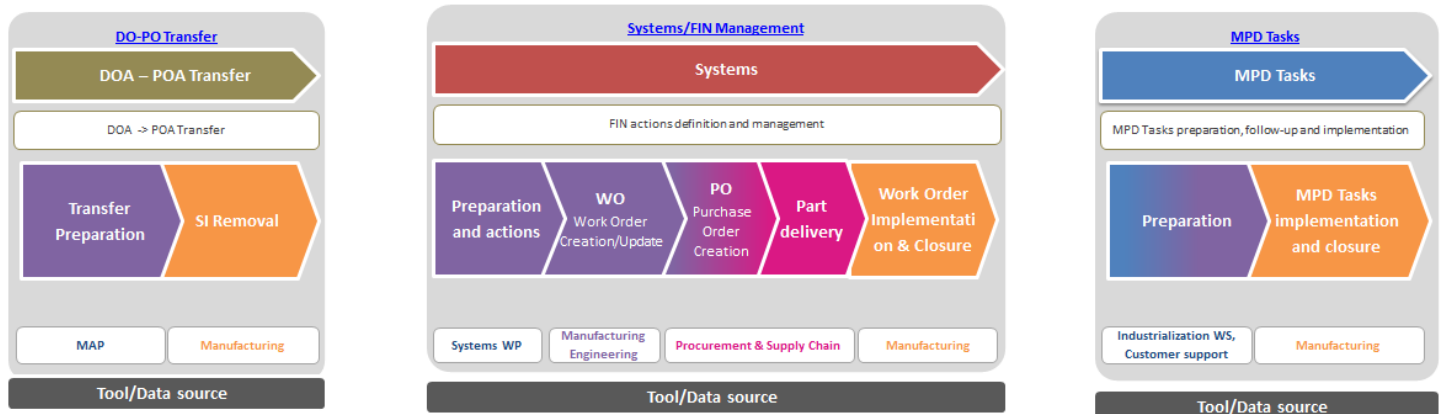 DO-PO Transfer
DOA – POA Transfer
DOA -> POA Transfer
Transfer
Preparation
SI Removal
MAP
Manufacturing
Tool/Data source
Systems/FIN Management
Systems
FIN actions definition and management
Preparation
and actions
WO
Work Order
Creation/Update
PO
Purchase
Order
Creation
Part
delivery
Work Order
Implementati
on & Closure
Systems WP
Manufacturing
Engineering
Procurement & Supply Chain
Manufacturing
Tool/Data source
MPD Tasks
MPD Tasks
MPD Tasks preparation, follow-up and implementation
Preparation
MPD Tasks
implementation
and closure
Industrialization WS,
Customer support
Manufacturing
Tool/Data source